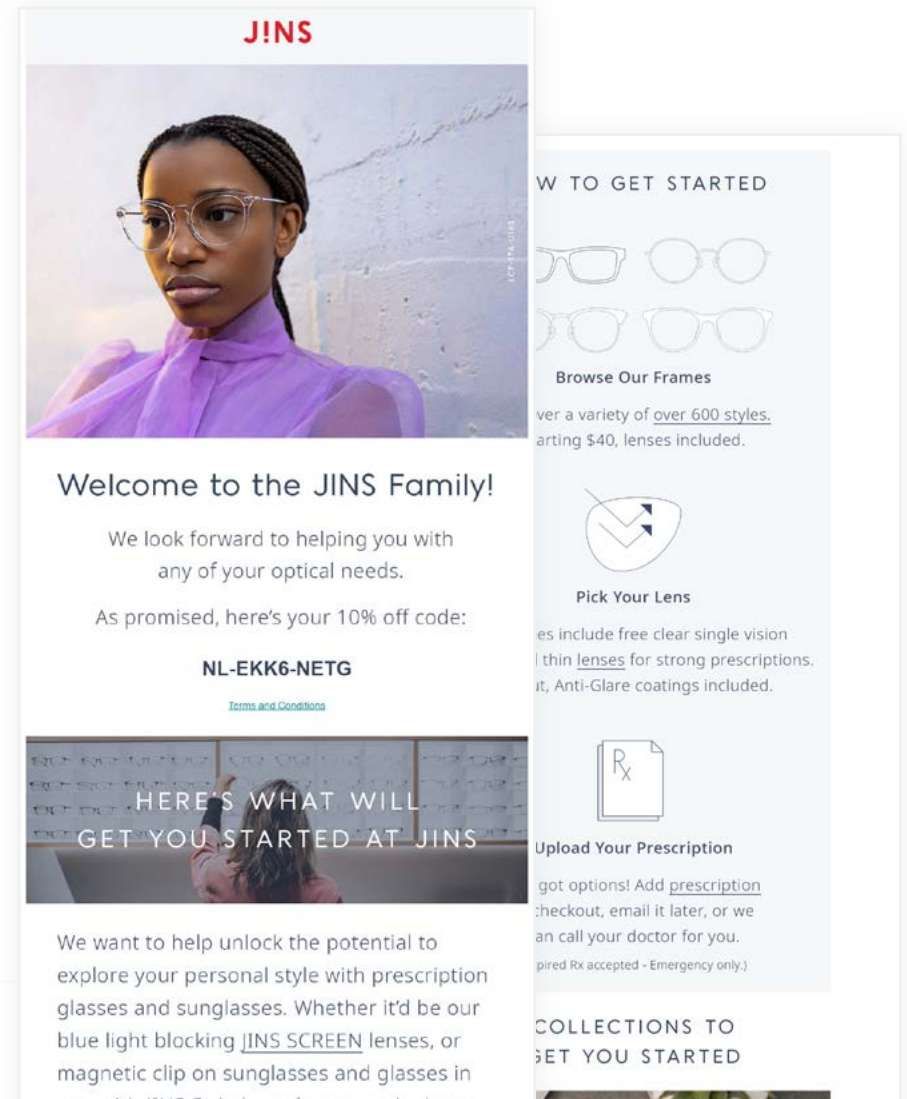 J!NS
Welcome to the JINS Family!
We look forward to helping you with
any of your optical needs.
As promised, here's your 10% off code:
NL-EKK6-NETG
Terms and Conditions
HERE'S WHAT WILL
GET YOU STARTED AT JINS
We want to help unlock the potential to
explore your personal style with prescription
glasses and sunglasses. Whether it'd be our
blue light blocking JINS SCREEN lenses, or
magnetic clip on sunglasses and glasses in
W TO GET STARTED
Browse Our Frames
ver a variety of over 600 styles.
arting $40, lenses included.
Pick Your Lens
es include free clear single vision
thin lenses for strong prescriptions.
Anti-Glare coatings included.
Rx
Upload Your Prescription
got options! Add prescription
checkout, email it later, or we
an call your doctor for you.
pired Rx accepted - Emergency only.)
COLLECTIONS TO
GET YOU STARTED